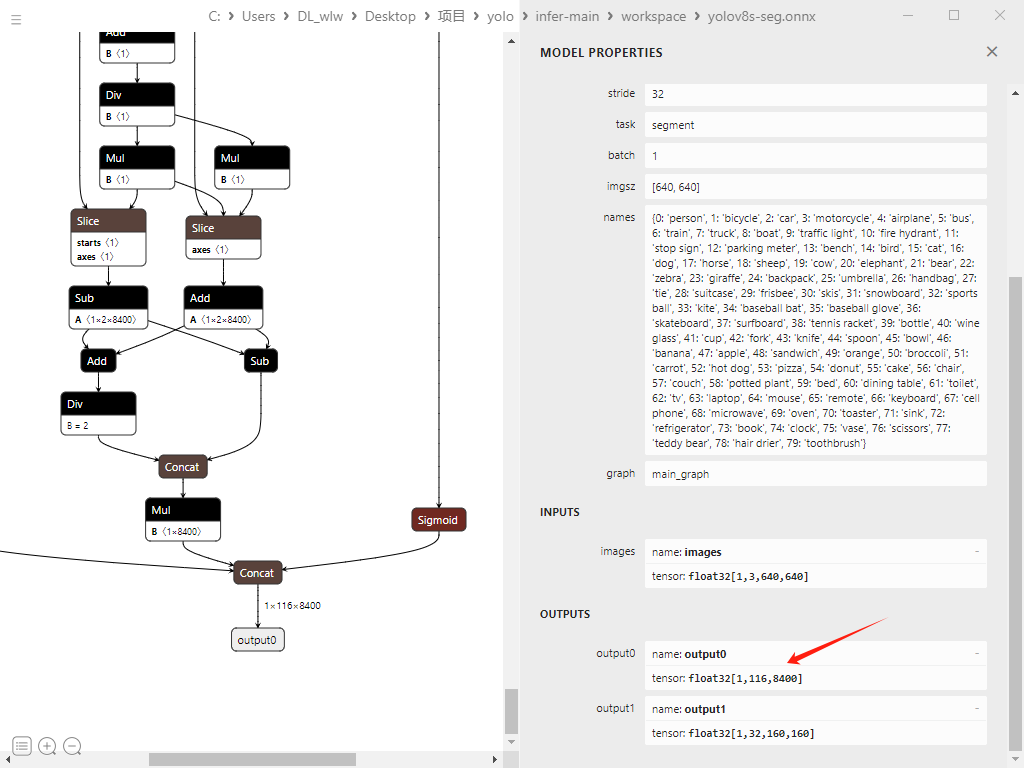 C: › Users › DL_wlw › Desktop › 项目 › yolo › infer-main › workspace › yolov8s-seg.onnx
Add
B ⟨1⟩
Div
B ⟨1⟩
Mul
B ⟨1⟩
Mul
B ⟨1⟩
Slice
starts ⟨1⟩
axes ⟨1⟩
Slice
axes ⟨1⟩
Sub
A ⟨1×2×8400⟩
Add
A ⟨1×2×8400⟩
Add
Sub
Div
B = 2
Concat
Mul
B ⟨1×8400⟩
Sigmoid
Concat
1×116×8400
output0
MODEL PROPERTIES
stride 32
task segment
batch 1
imgsz [640, 640]
names {0: 'person', 1: 'bicycle', 2: 'car', 3: 'motorcycle', 4: 'airplane', 5: 'bus',
6: 'train', 7: 'truck', 8: 'boat', 9: 'traffic light', 10: 'fire hydrant', 11:
'stop sign', 12: 'parking meter', 13: 'bench', 14: 'bird', 15: 'cat', 16:
'dog', 17: 'horse', 18: 'sheep', 19: 'cow', 20: 'elephant', 21: 'bear', 22:
'zebra', 23: 'giraffe', 24: 'backpack', 25: 'umbrella', 26: 'handbag', 27:
'tie', 28: 'suitcase', 29: 'frisbee', 30: 'skis', 31: 'snowboard', 32: 'sports
ball', 33: 'kite', 34: 'baseball bat', 35: 'baseball glove', 36:
'skateboard', 37: 'surfboard', 38: 'tennis racket', 39: 'bottle', 40: 'wine
glass', 41: 'cup', 42: 'fork', 43: 'knife', 44: 'spoon', 45: 'bowl', 46:
'banana', 47: 'apple', 48: 'sandwich', 49: 'orange', 50: 'broccoli', 51:
'carrot', 52: 'hot dog', 53: 'pizza', 54: 'donut', 55: 'cake', 56: 'chair',
57: 'couch', 58: 'potted plant', 59: 'bed', 60: 'dining table', 61: 'toilet',
62: 'tv', 63: 'laptop', 64: 'mouse', 65: 'remote', 66: 'keyboard', 67: 'cell
phone', 68: 'microwave', 69: 'oven', 70: 'toaster', 71: 'sink', 72:
'refrigerator', 73: 'book', 74: 'clock', 75: 'vase', 76: 'scissors', 77:
'teddy bear', 78: 'hair drier', 79: 'toothbrush'}
graph main_graph
INPUTS
images name: images -
tensor: float32[1,3,640,640]
OUTPUTS
output0 name: output0 -
tensor: float32[1,116,8400]
output1 name: output1 -
tensor: float32[1,32,160,160]